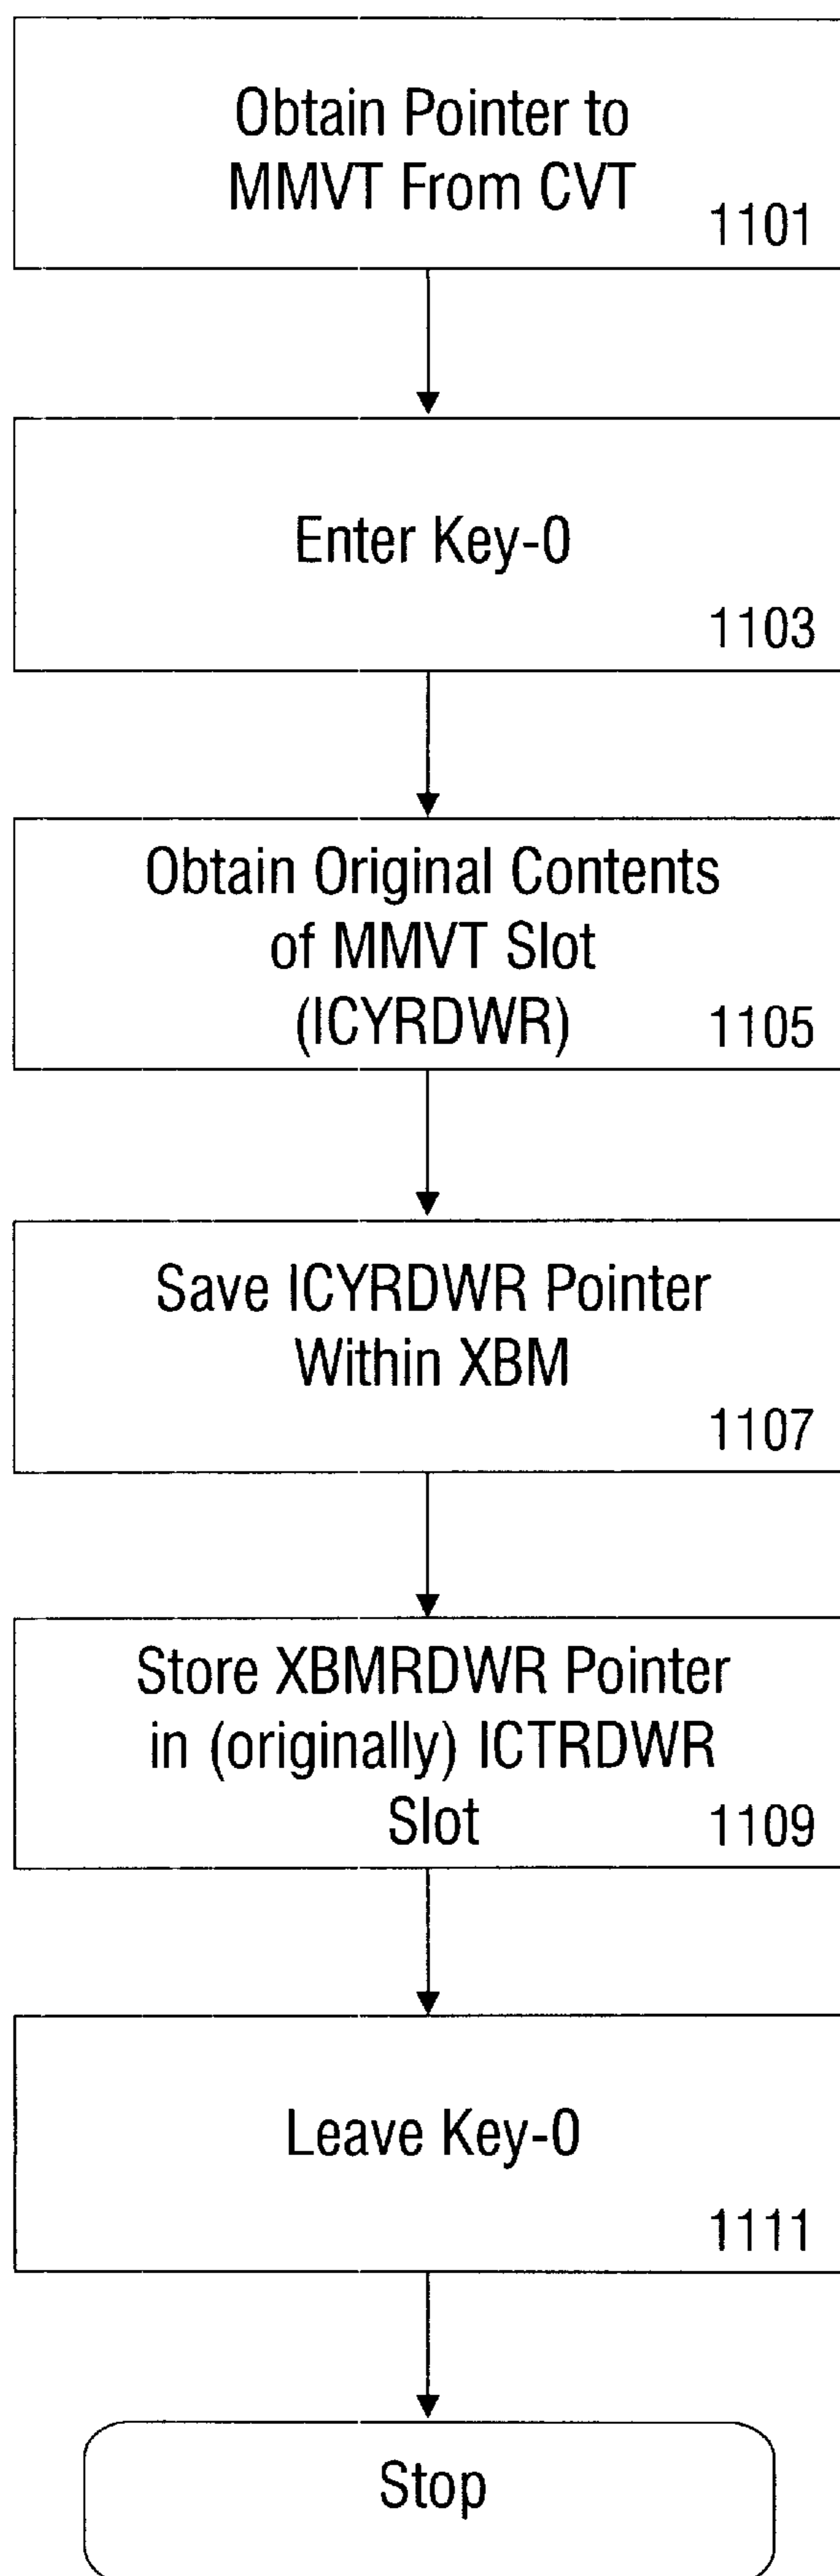 Obtain Pointer to
MMVT From CVT
1101
Enter Key-0
1103
Obtain Original Contents
of MMVT Slot
(ICYRDWR) 1105
Save ICYRDWR Pointer
Within XBM
1107
Store XBMRDWR Pointer
in (originally) ICTRDWR
Slot 1109
Leave Key-0
1111
Stop